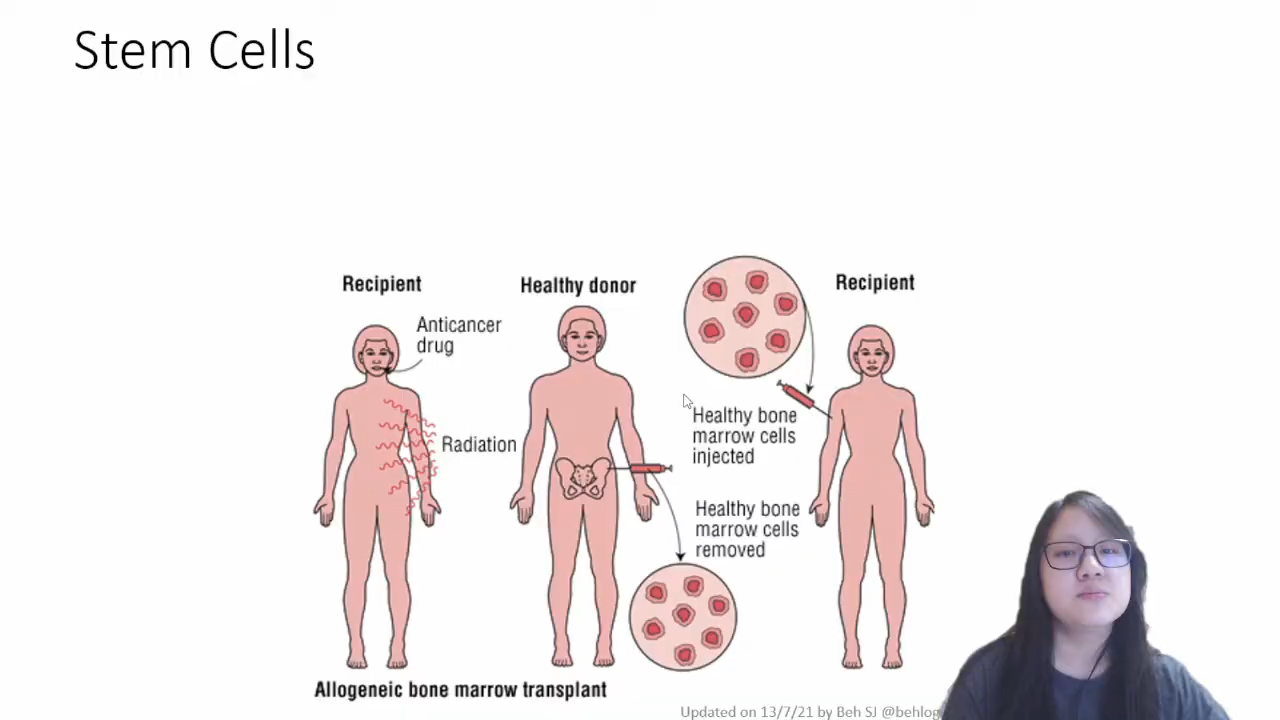 Stem Cells
Recipient
Healthy donor
Recipient
Anticancer
drug
Radiation
Healthy bone
marrow cells
injected
Healthy bone
marrow cells
removed
Allogeneic bone marrow transplant
Updated on 13/7/21 by Beh SJ @behlog